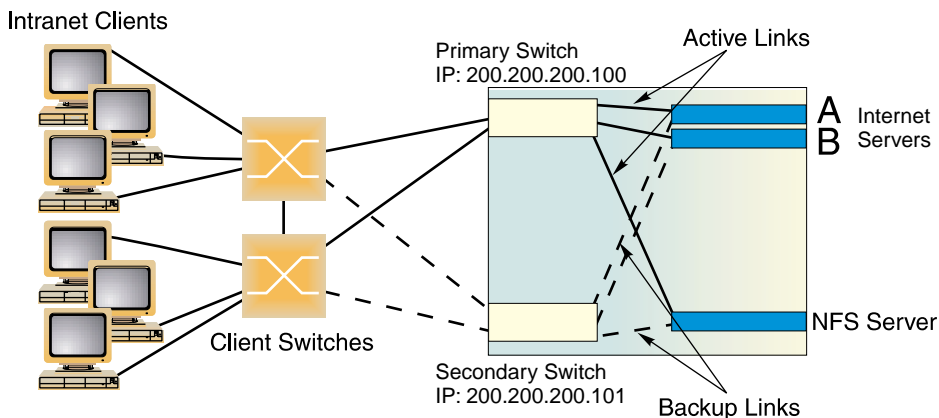 Intranet Clients
Primary Switch
IP: 200.200.200.100
Active Links
A
Internet
B
Servers
Client Switches
NFS Server
Secondary Switch
IP: 200.200.200.101
Backup Links